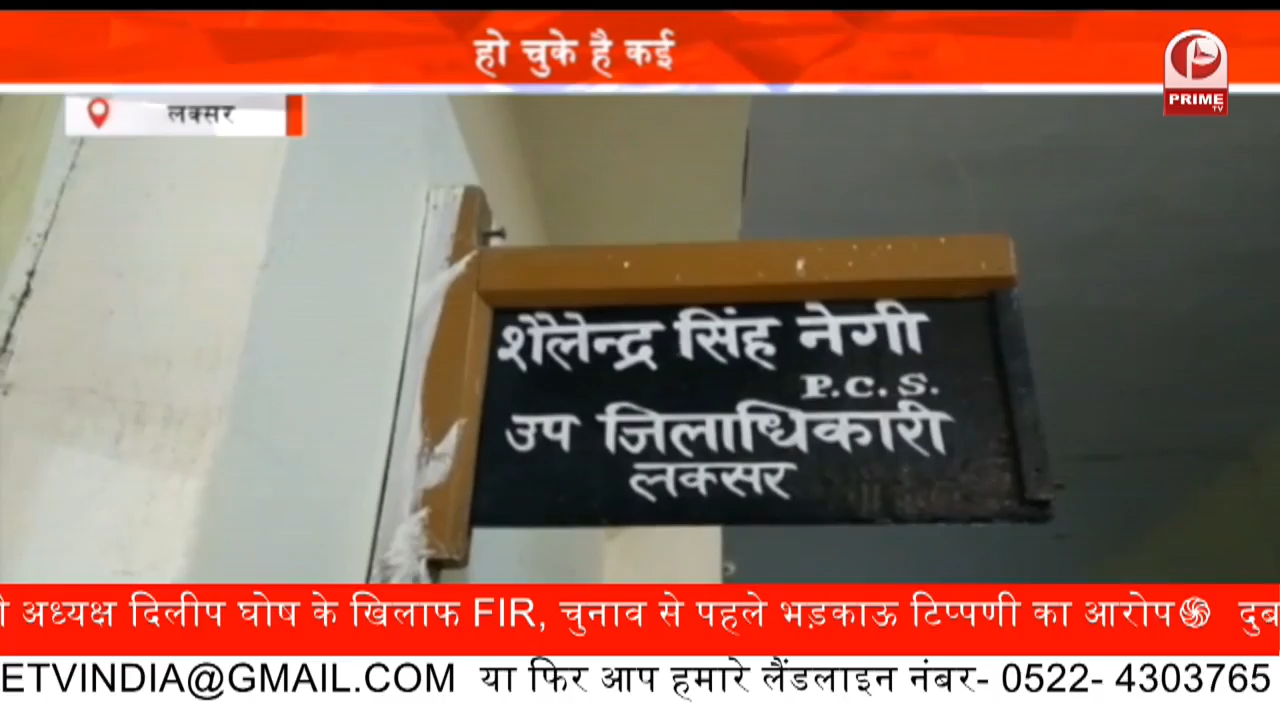 हो चुके है कई
PRIME
TV
लक्सर
शैलेन्द्र सिंह नेगी
P.C.S.
उप जिलाधिकारी
लक्सर
अध्यक्ष दिलीप घोष के खिलाफ FIR, चुनाव से पहले भड़काऊ टिप्पणी का आरोप
ETVINDIA@GMAIL.COM या फिर आप हमारे लैंडलाइन नंबर- 0522- 4303765